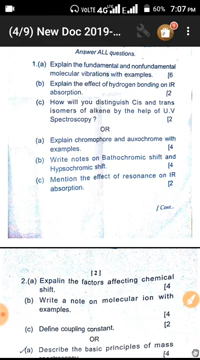 VOLTE 4G E 60% 7:07 PM
(4/9) New Doc 2019-...
Answer ALL questions.
1.(a) Explain the fundamental and nonfundamental
molecular vibrations with examples. [6
(b) Explain the effect of hydrogen bonding on IR
absorption. [2
(c) How will you distinguish Cis and trans
isomers of alkene by the help of U.V
Spectroscopy ? [2
OR
(a) Explain chromophore and auxochrome with
examples. [4
(b) Write notes on Bathochromic shift and
Hypsochromic shift. [4
(c) Mention the effect of resonance on IR
absorption. [2
[ Cont...
[ 2 ]
2.(a) Expalin the factors affecting chemical
shift. [4
(b) Write a note on molecular ion with
examples. [4
(c) Define coupling constant. [2
OR
(a) Describe the basic principles of mass
[4